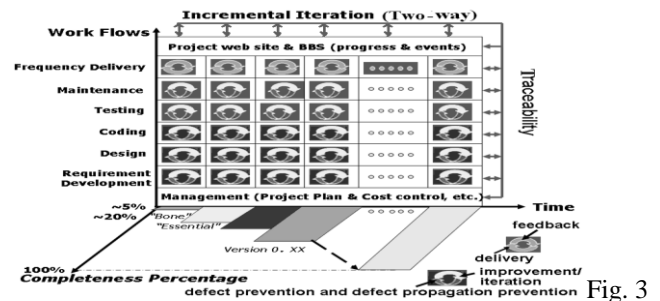 Incremental Iteration (Two-way)
Work Flows
Project web site & BBS (progress & events)
Frequency Delivery
Maintenance
Testing
Coding
Design
Requirement
Development
Traceability
Management (Project Plan & Cost control, etc.)
Time
~5%
~20%
"Bone"
"Essential"
Version 0. XX
100%
Completeness Percentage
feedback
delivery
improvement/
iteration
defect prevention and defect propagation prevention
Fig. 3